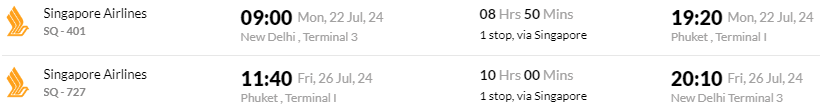 Singapore Airlines
SQ - 401
09:00 Mon, 22 Jul, 24
New Delhi , Terminal 3
08 Hrs 50 Mins
1 stop, via Singapore
19:20 Mon, 22 Jul, 24
Phuket , Terminal I
Singapore Airlines
SQ - 727
11:40 Fri, 26 Jul, 24
Phuket , Terminal I
10 Hrs 00 Mins
1 stop, via Singapore
20:10 Fri, 26 Jul, 24
New Delhi Terminal 3